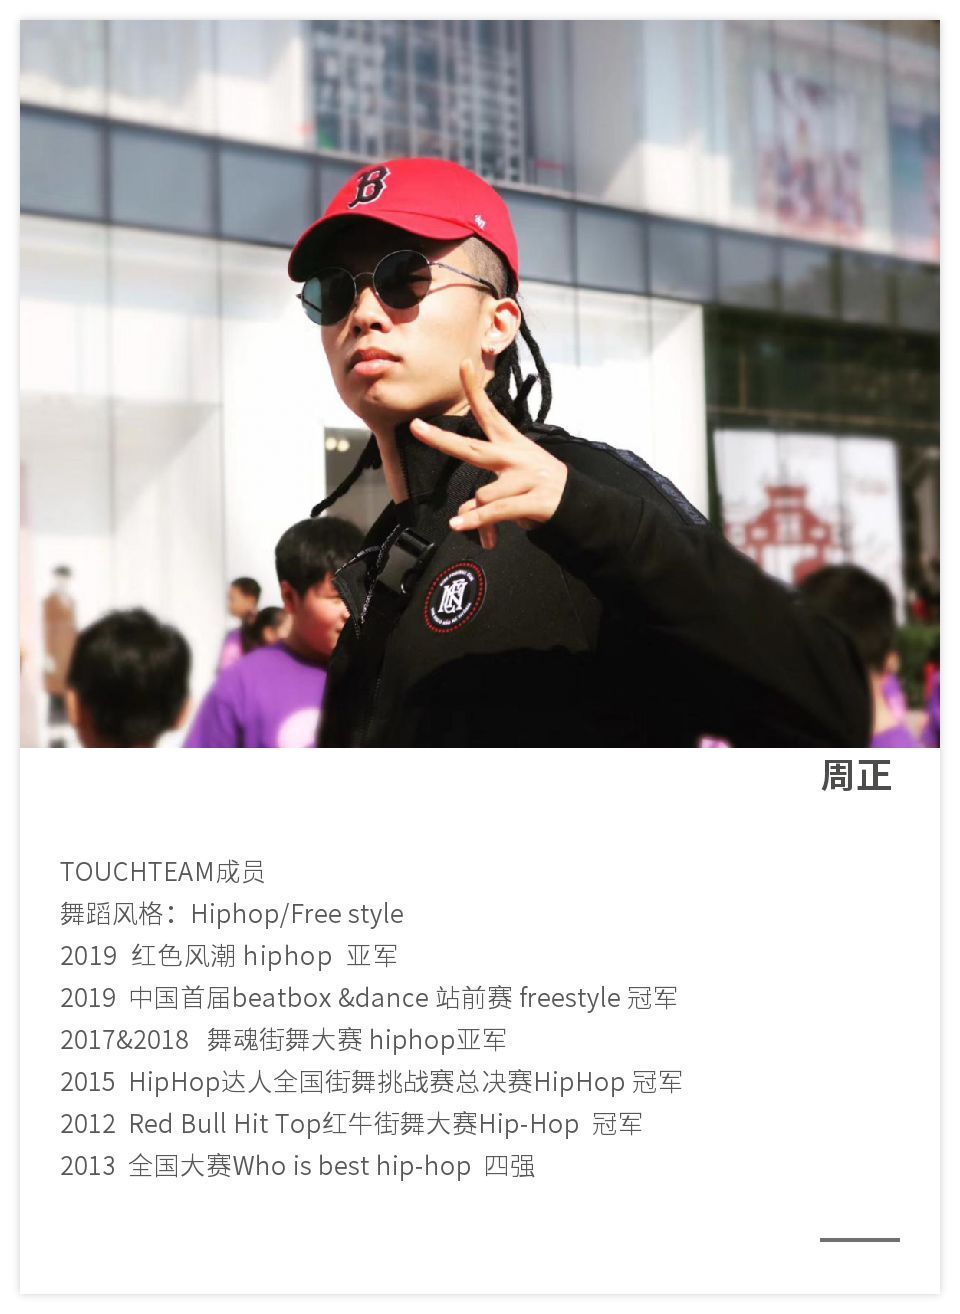 B
周正
TOUCHTEAM成员
舞蹈风格：Hiphop/Free style
2019 红色风潮 hiphop 亚军
2019 中国首届beatbox &dance 站前赛 freestyle 冠军
2017&2018 舞魂街舞大赛 hiphop亚军
2015 HipHop达人全国街舞挑战赛总决赛HipHop 冠军
2012 Red Bull Hit Top红牛街舞大赛Hip-Hop 冠军
2013 全国大赛Who is best hip-hop 四强